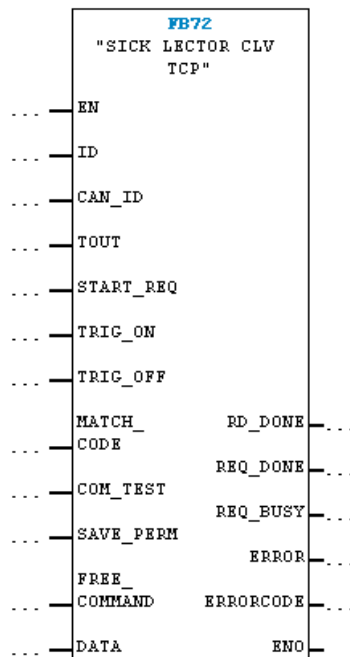 FB72
"SICK LECTOR CLV
TCP"
... EN
... ID
... CAN_ID
... TOUT
... START_REQ
... TRIG_ON
... TRIG_OFF
MATCH_ RD_DONE ...
... CODE
REQ_DONE ...
... COM_TEST
REQ_BUSY ...
... SAVE_PERM
ERROR ...
FREE_
... COMMAND ERRORCODE ...
... DATA ENO